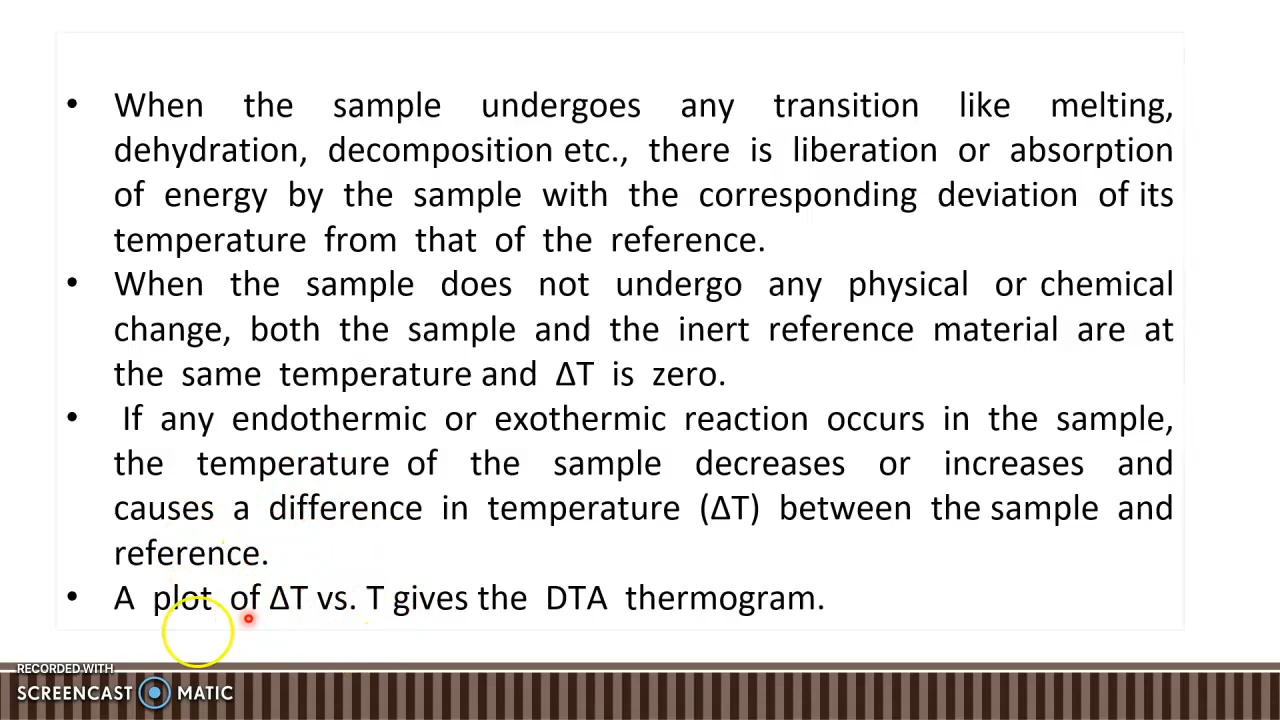 • When the sample undergoes any transition like melting,
dehydration, decomposition etc., there is liberation or absorption
of energy by the sample with the corresponding deviation of its
temperature from that of the reference.
• When the sample does not undergo any physical or chemical
change, both the sample and the inert reference material are at
the same temperature and ΔT is zero.
• If any endothermic or exothermic reaction occurs in the sample,
the temperature of the sample decreases or increases and
causes a difference in temperature (ΔT) between the sample and
reference.
• A plot of ΔT vs. T gives the DTA thermogram.
RECORDED WITH
SCREENCAST MATIC